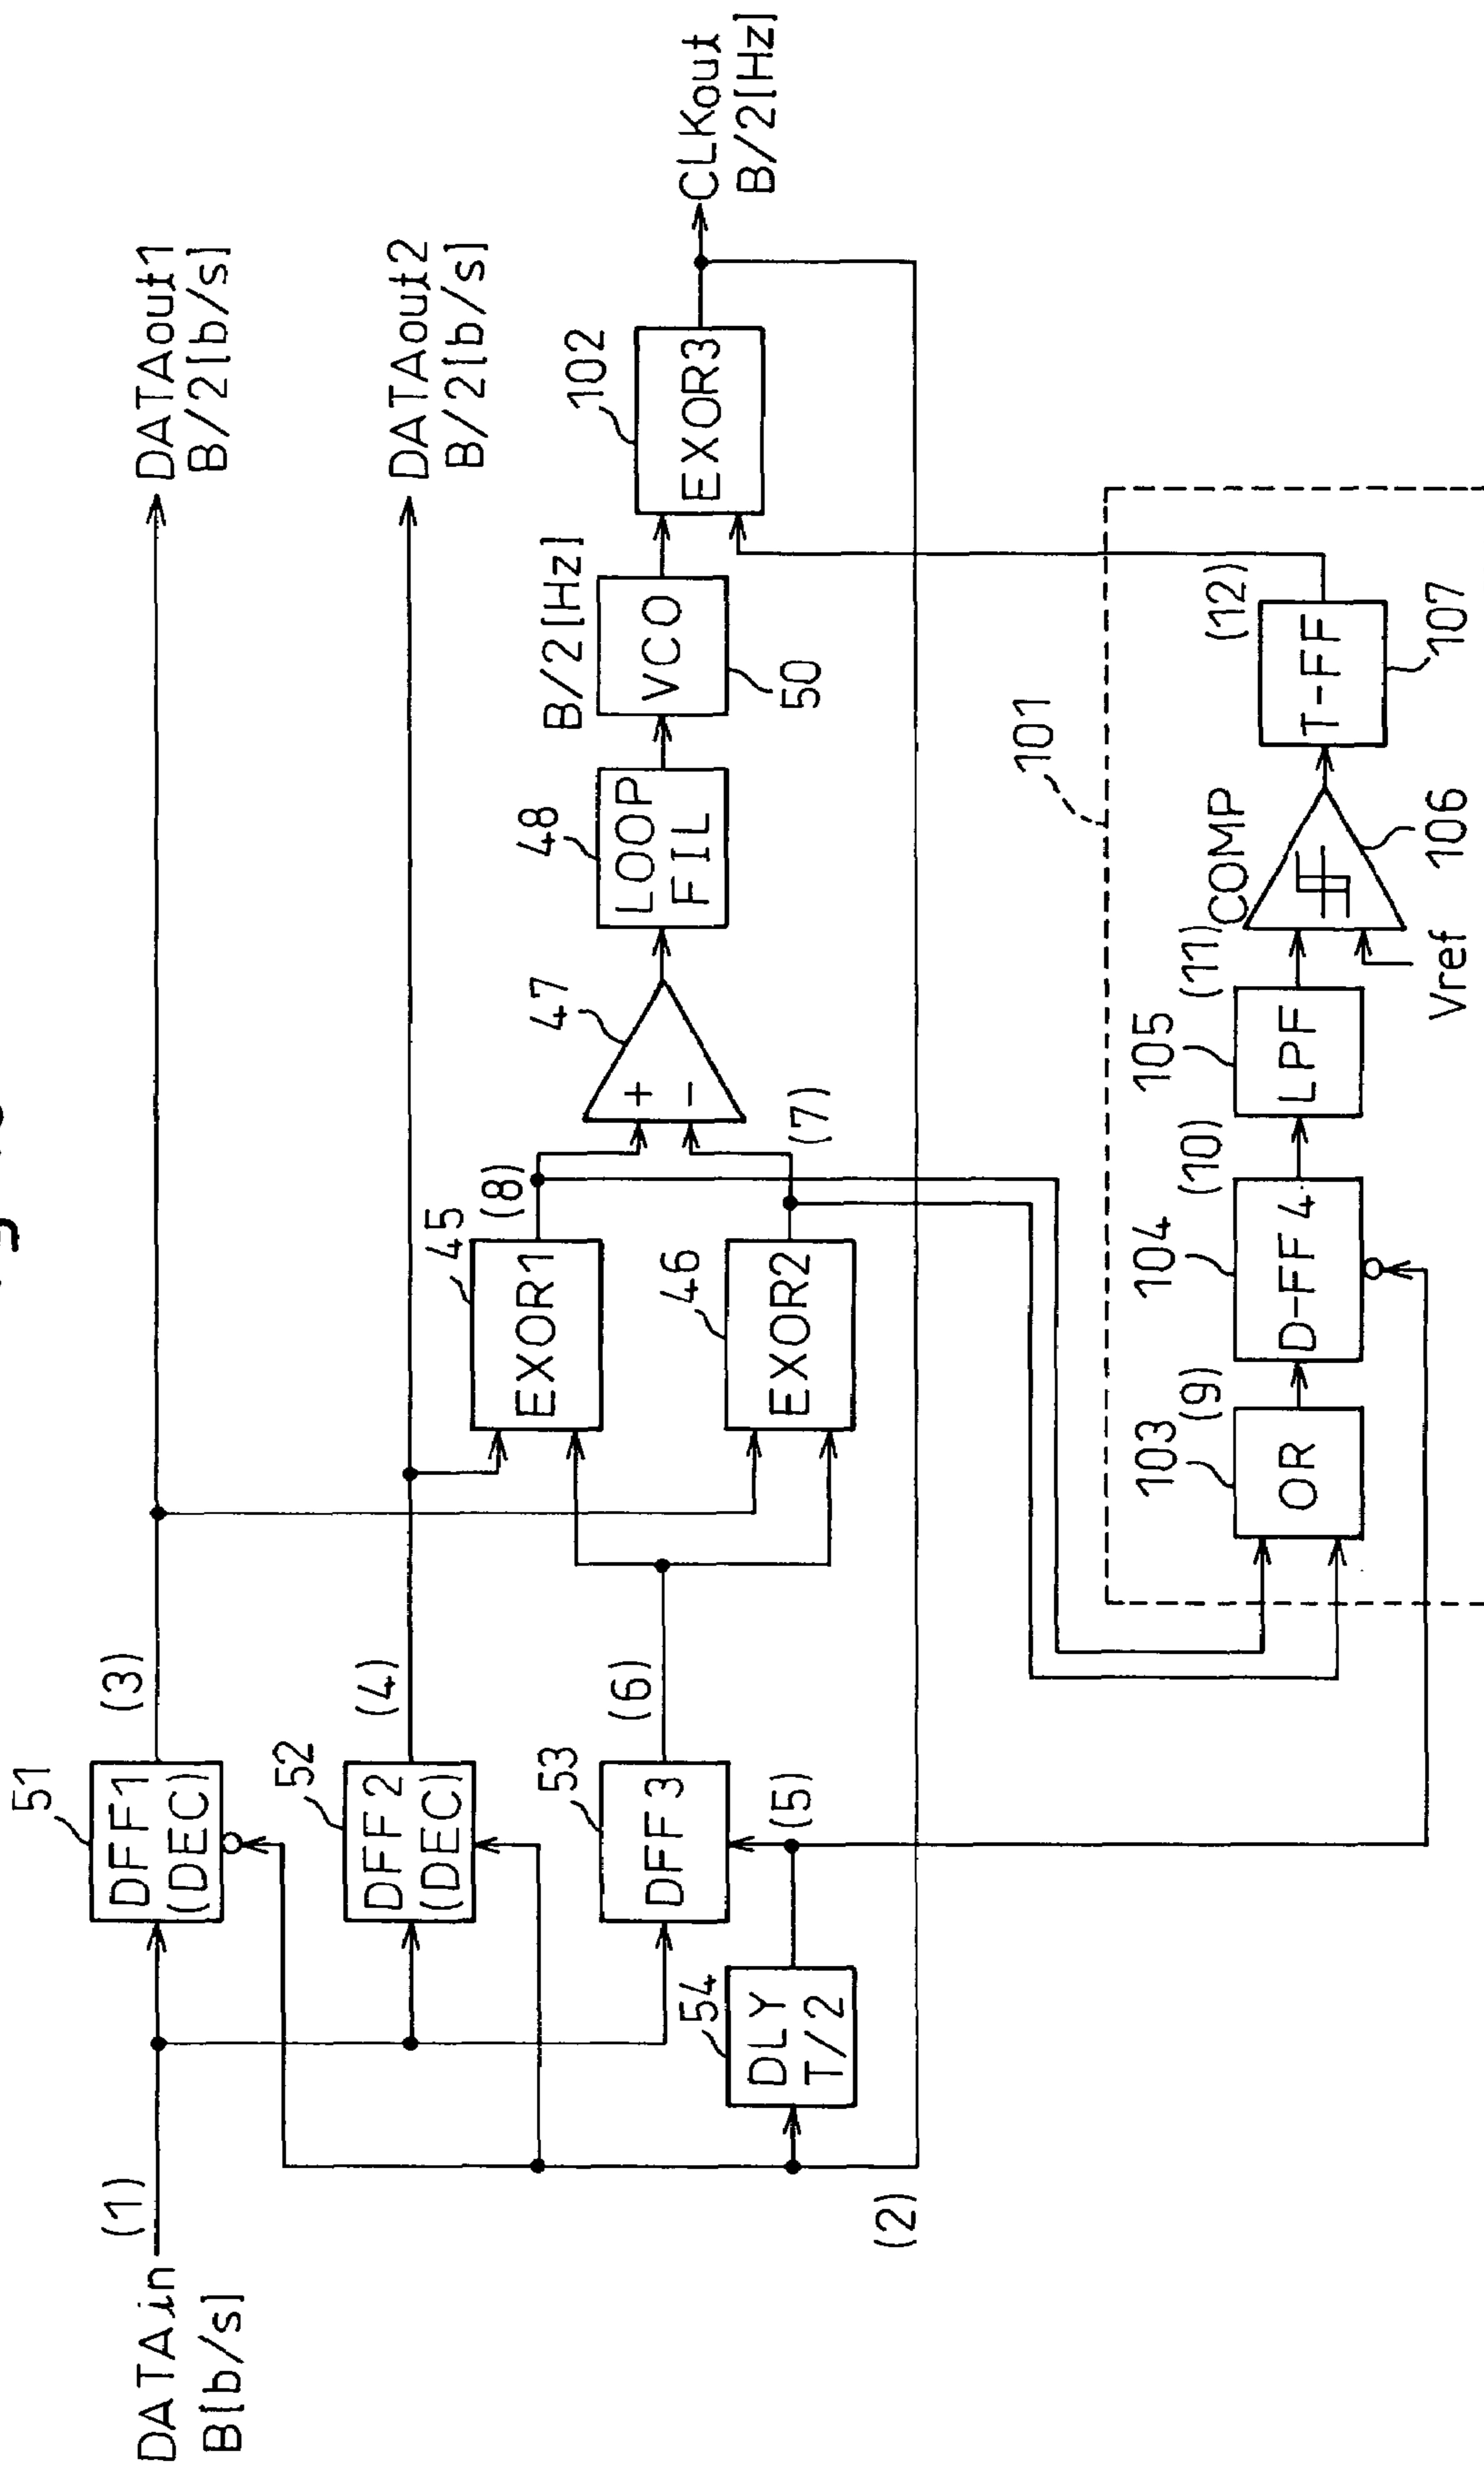 DATAin
B[b/s]
(1)
51
DFF1
(DEC)
(3)
DATAout1
B/2[b/s]
52
DFF2
(DEC)
(4)
DATAout2
B/2[b/s]
53
DFF3
(6)
54
DLY
T/2
(5)
(2)
45
EXOR1
(8)
46
EXOR2
(7)
47
+
−
48
LOOP
FIL
B/2[Hz]
VCO
50
102
EXOR3
CLKout
B/2[Hz]
101
103
OR
(9)
104
D-FF4
(10)
105
LPF
(11)
COMP
Vref
106
(12)
T-FF
107